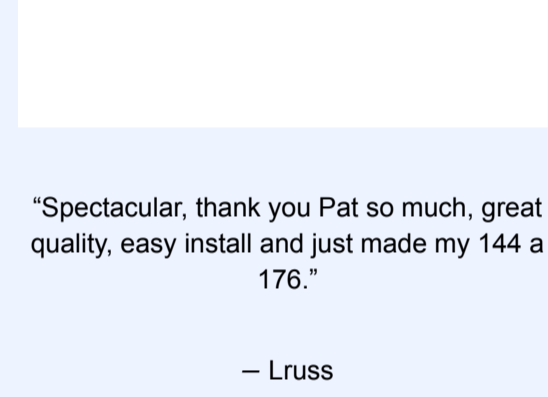 “Spectacular, thank you Pat so much, great
quality, easy install and just made my 144 a
176.”
– Lruss